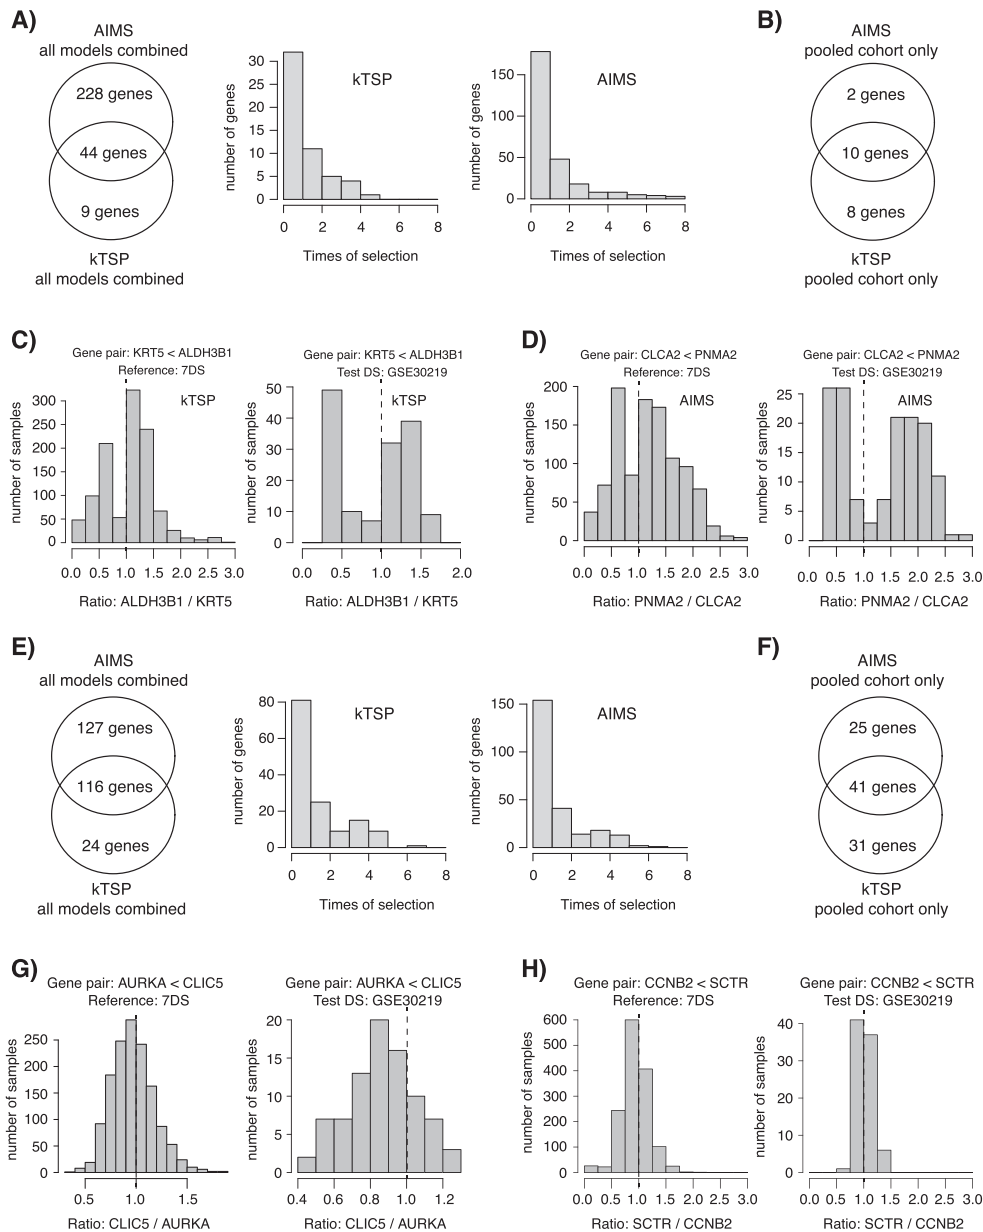 A)
AIMS
all models combined
228 genes
44 genes
9 genes
kTSP
all models combined
number of genes
30
25
20
15
10
5
0
kTSP
0 2 4 6 8
Times of selection
number of genes
150
100
50
0
AIMS
0 2 4 6 8
Times of selection
B)
AIMS
pooled cohort only
2 genes
10 genes
8 genes
kTSP
pooled cohort only
C)
Gene pair: KRT5 < ALDH3B1
Reference: 7DS
kTSP
number of samples
300
250
200
150
100
50
0
0.0 0.5 1.0 1.5 2.0 2.5 3.0
Ratio: ALDH3B1 / KRT5
Gene pair: KRT5 < ALDH3B1
Test DS: GSE30219
kTSP
number of samples
50
40
30
20
10
0
0.0 0.5 1.0 1.5 2.0
Ratio: ALDH3B1 / KRT5
D)
Gene pair: CLCA2 < PNMA2
Reference: 7DS
AIMS
number of samples
200
150
100
50
0
0.0 0.5 1.0 1.5 2.0 2.5 3.0
Ratio: PNMA2 / CLCA2
Gene pair: CLCA2 < PNMA2
Test DS: GSE30219
AIMS
number of samples
25
20
15
10
5
0
0.0 0.5 1.0 1.5 2.0 2.5 3.0
Ratio: PNMA2 / CLCA2
E)
AIMS
all models combined
127 genes
116 genes
24 genes
kTSP
all models combined
number of genes
80
60
40
20
0
kTSP
0 2 4 6 8
Times of selection
number of genes
150
100
50
0
AIMS
0 2 4 6 8
Times of selection
F)
AIMS
pooled cohort only
25 genes
41 genes
31 genes
kTSP
pooled cohort only
G)
Gene pair: AURKA < CLIC5
Reference: 7DS
number of samples
250
200
150
100
50
0
0.5 1.0 1.5
Ratio: CLIC5 / AURKA
Gene pair: AURKA < CLIC5
Test DS: GSE30219
number of samples
20
15
10
5
0
0.4 0.6 0.8 1.0 1.2
Ratio: CLIC5 / AURKA
H)
Gene pair: CCNB2 < SCTR
Reference: 7DS
number of samples
600
500
400
300
200
100
0
0.0 0.5 1.0 1.5 2.0 2.5 3.0
Ratio: SCTR / CCNB2
Gene pair: CCNB2 < SCTR
Test DS: GSE30219
number of samples
40
30
20
10
0
0.0 0.5 1.0 1.5 2.0 2.5 3.0
Ratio: SCTR / CCNB2